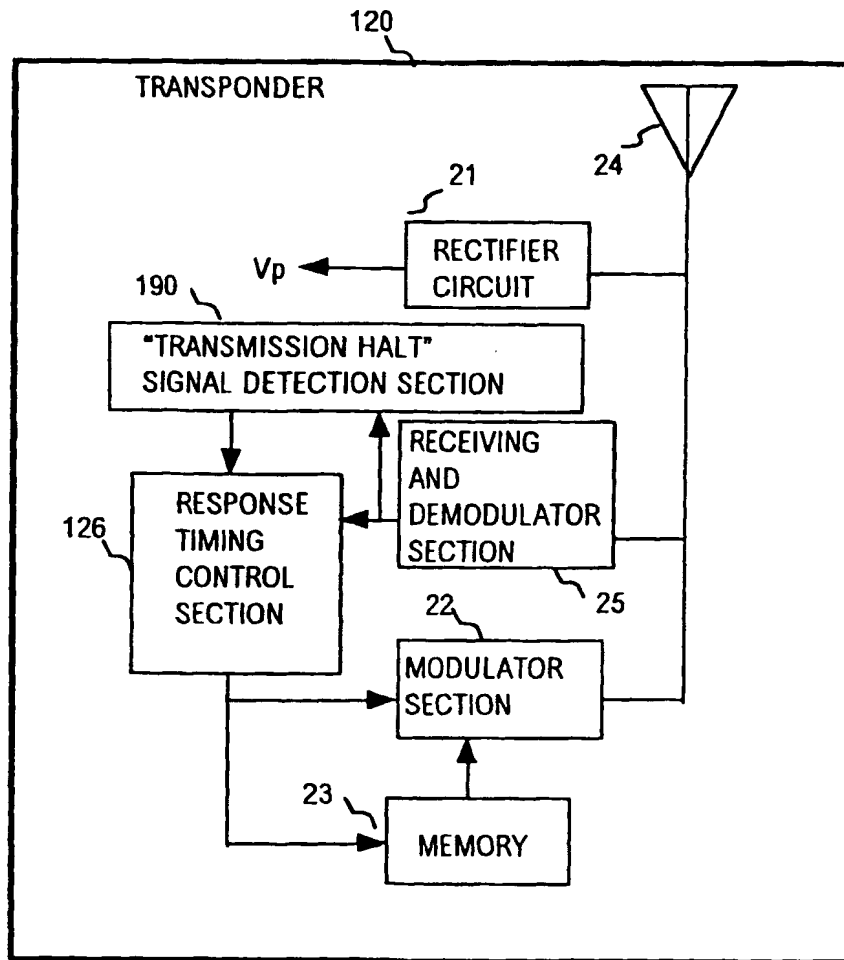 120
TRANSPONDER
24
21
RECTIFIER
CIRCUIT
Vp
190
"TRANSMISSION HALT"
SIGNAL DETECTION SECTION
RECEIVING
AND
DEMODULATOR
SECTION
25
RESPONSE
TIMING
CONTROL
SECTION
126
22
MODULATOR
SECTION
23
MEMORY